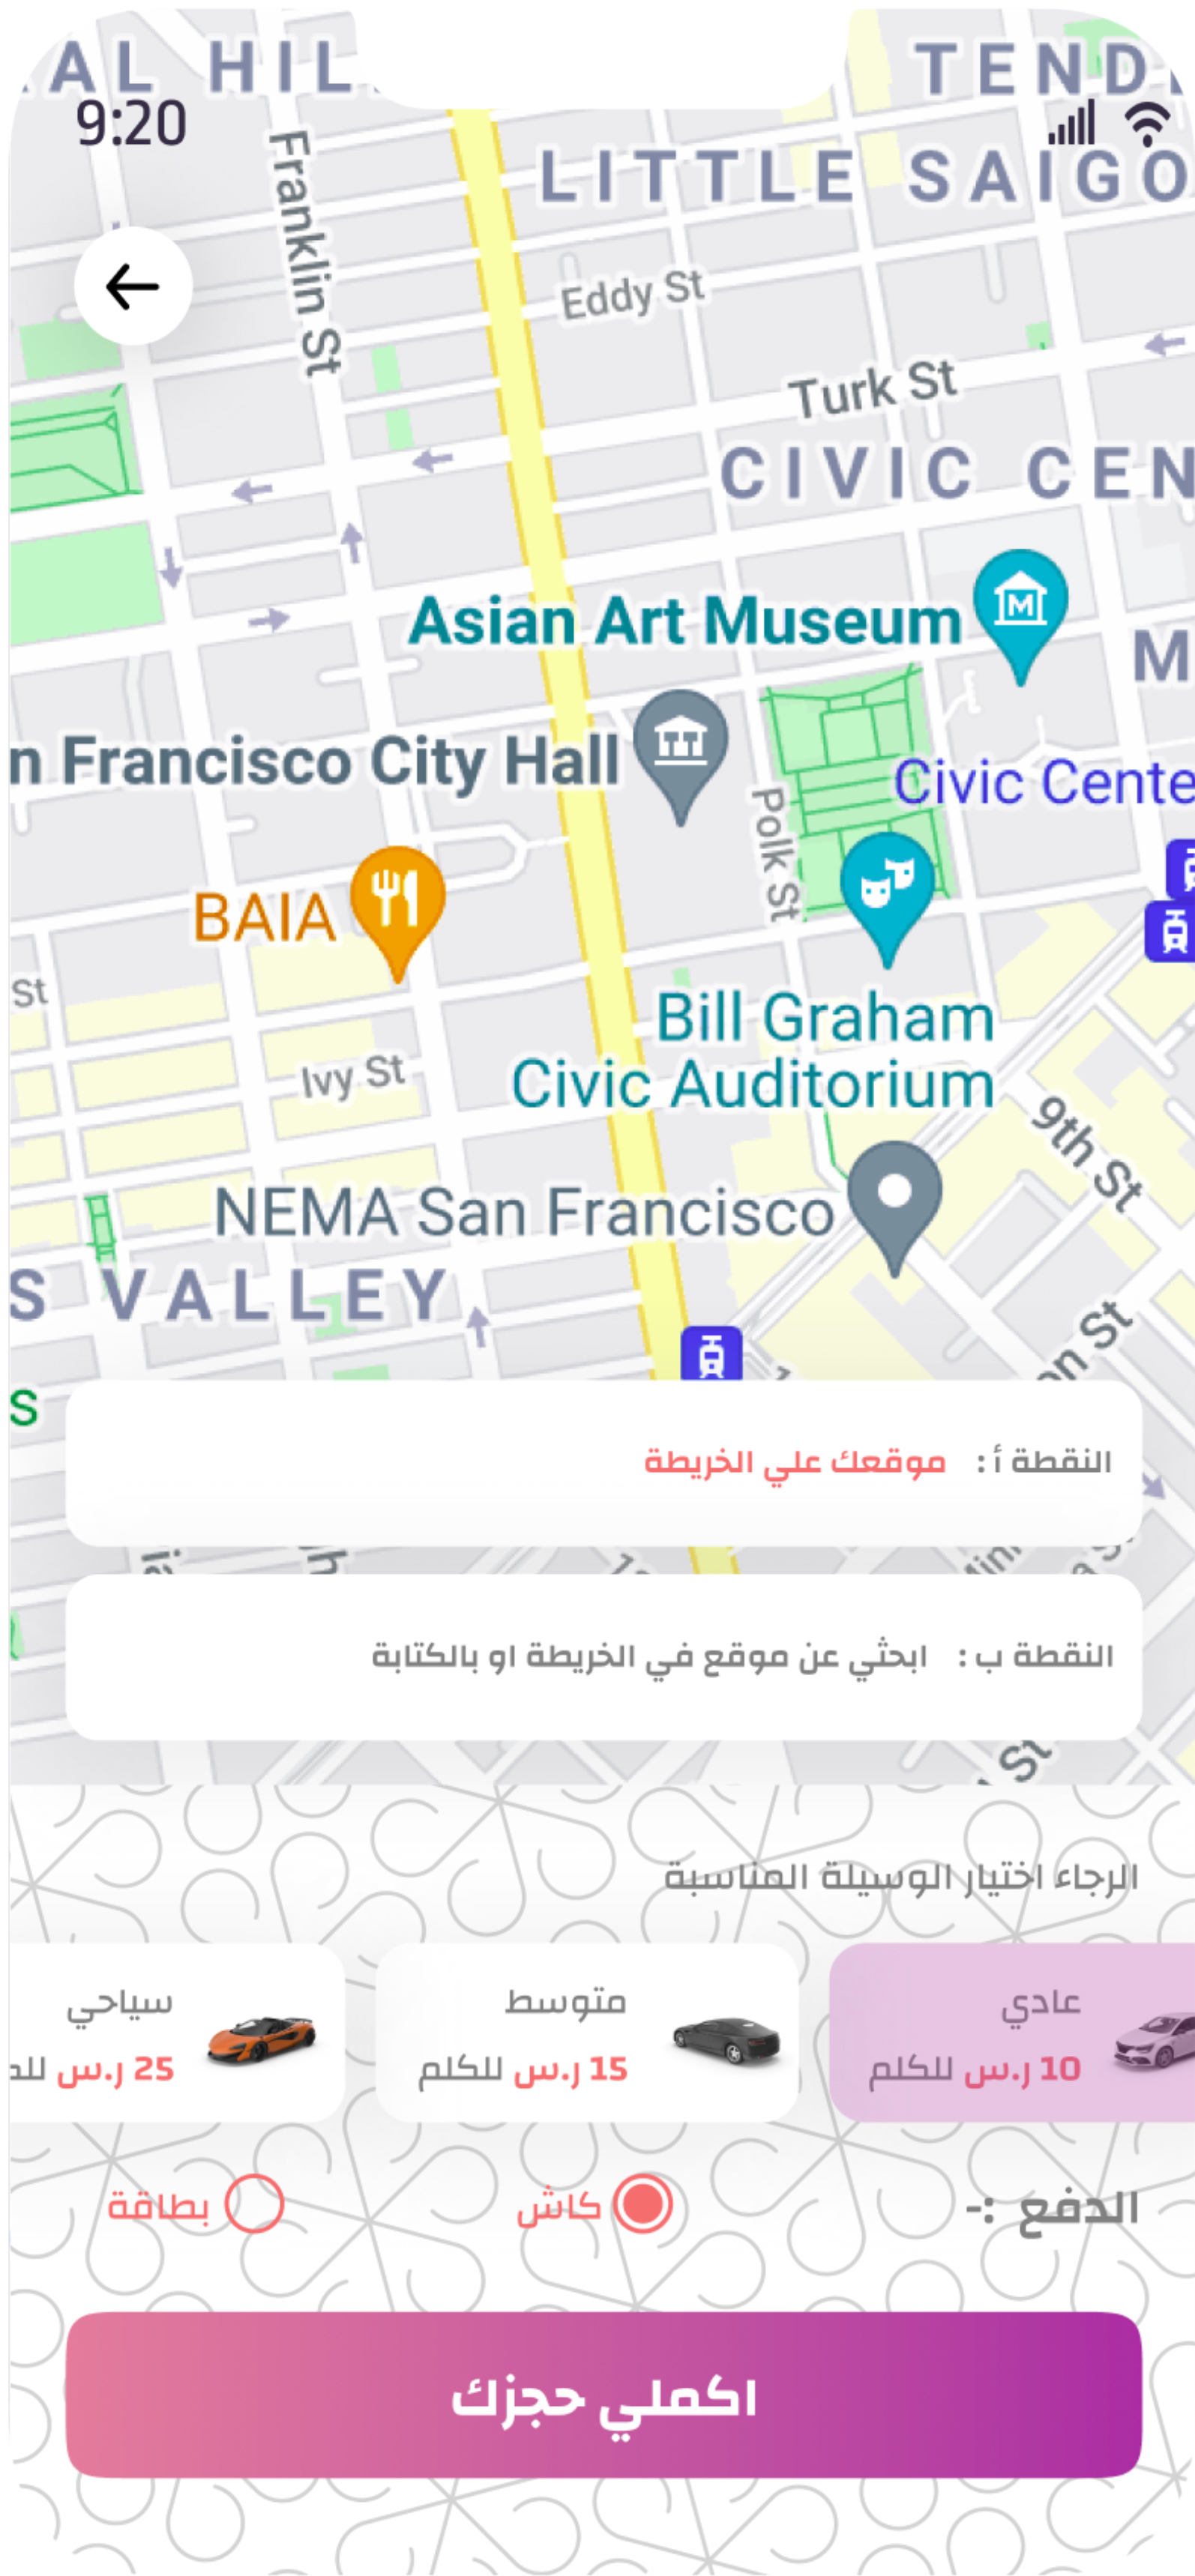 AL HIL
TEND
9:20
LITTLE SAIGO
Franklin St
Eddy St
Turk St
CIVIC CEN
Asian Art Museum
M
n Francisco City Hall
Civic Cente
Polk St
BAIA
St
Bill Graham
Civic Auditorium
Ivy St
9th St
NEMA San Francisco
S VALLEY
on St
s
النقطة أ : موقعك علي الخريطة
النقطة ب : ابحثي عن موقع في الخريطة او بالكتابة
St
الرجاء اختيار الوسيلة المناسبة
عادي
10 ر.س للكلم
متوسط
15 ر.س للكلم
سياحي
25 ر.س
الدفع :-
كاش
بطاقة
اكملي حجزك